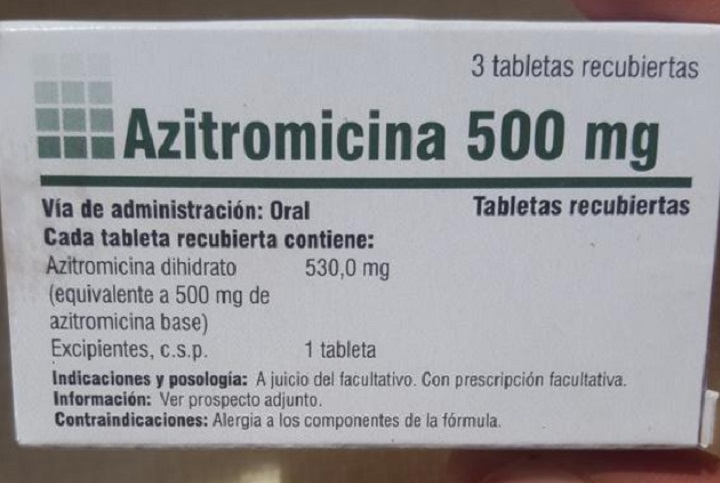 3 tabletas recubiertas
Azitromicina 500 mg
Vía de administración: Oral Tabletas recubiertas
Cada tableta recubierta contiene:
Azitromicina dihidrato 530,0 mg
(equivalente a 500 mg de
azitromicina base)
Excipientes, c.s.p. 1 tableta
Indicaciones y posología: A juicio del facultativo. Con prescripción facultativa.
Información: Ver prospecto adjunto.
Contraindicaciones: Alergia a los componentes de la fórmula.